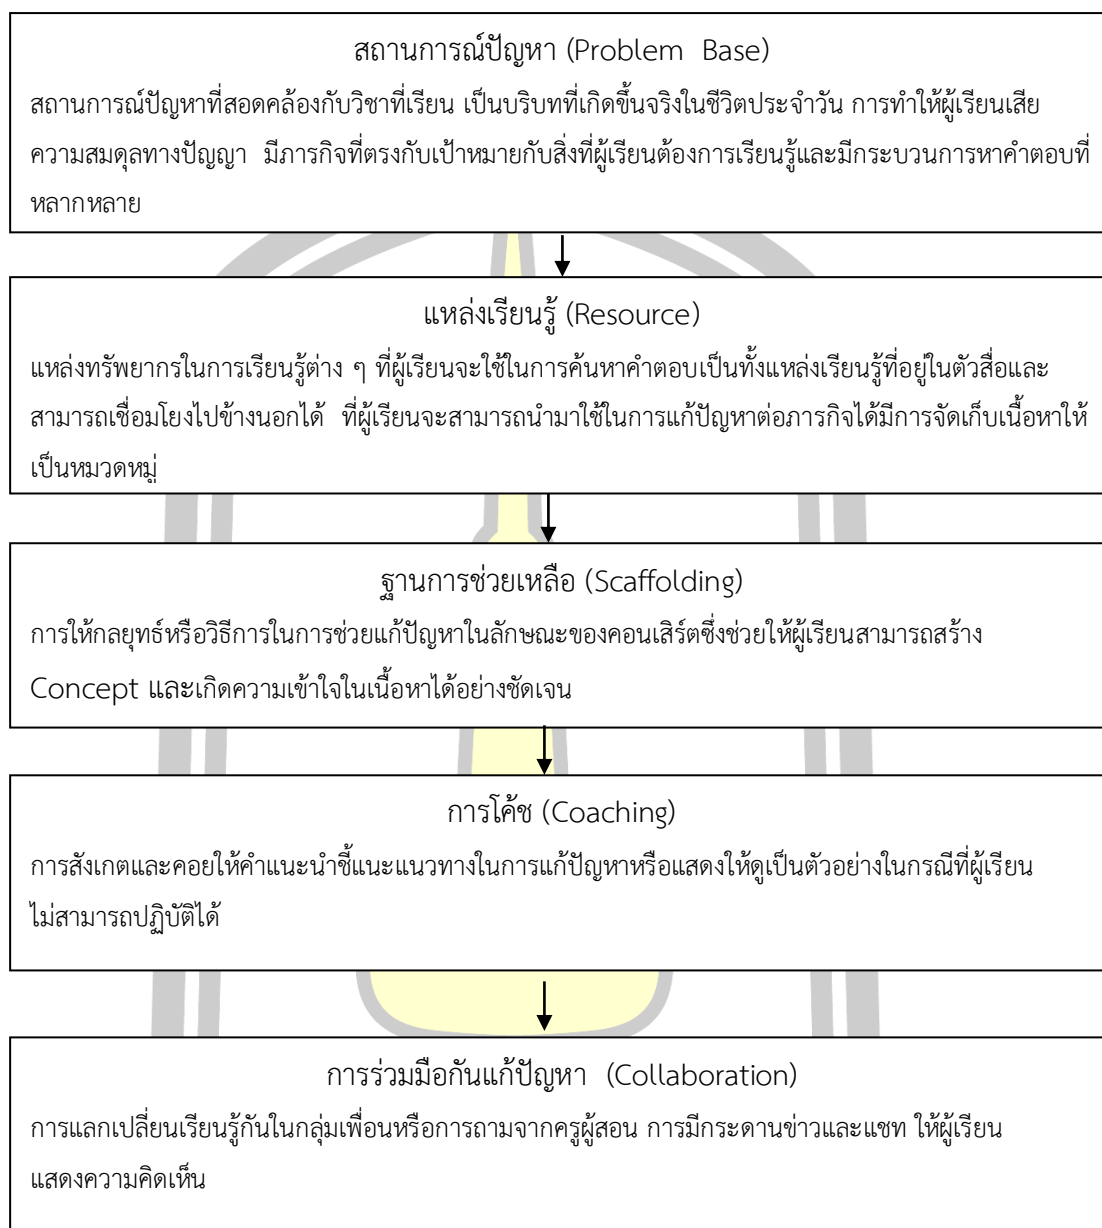 สถานการณ์ปัญหา (Problem Base)
สถานการณ์ปัญหาที่สอดคล้องกับวิชาที่เรียน เป็นบริบทที่เกิดขึ้นจริงในชีวิตประจำวัน การทำให้ผู้เรียนเสีย
ความสมดุลทางปัญญา มีภารกิจที่ตรงกับเป้าหมายกับสิ่งที่ผู้เรียนต้องการเรียนรู้และมีกระบวนการหาคำตอบที่
หลากหลาย
แหล่งเรียนรู้ (Resource)
แหล่งทรัพยากรในการเรียนรู้ต่าง ๆ ที่ผู้เรียนจะใช้ในการค้นหาคำตอบเป็นทั้งแหล่งเรียนรู้ที่อยู่ในตัวสื่อและ
สามารถเชื่อมโยงไปข้างนอกได้ ที่ผู้เรียนจะสามารถนำมาใช้ในการแก้ปัญหาต่อภารกิจได้มีการจัดเก็บเนื้อหาให้
เป็นหมวดหมู่
ฐานการช่วยเหลือ (Scaffolding)
การให้กลยุทธ์หรือวิธีการในการช่วยแก้ปัญหาในลักษณะของคอนเสิร์ตซึ่งช่วยให้ผู้เรียนสามารถสร้าง
Concept และเกิดความเข้าใจในเนื้อหาได้อย่างชัดเจน
การโค้ช (Coaching)
การสังเกตและคอยให้คำแนะนำชี้แนะแนวทางในการแก้ปัญหาหรือแสดงให้ดูเป็นตัวอย่างในกรณีที่ผู้เรียน
ไม่สามารถปฏิบัติได้
การร่วมมือกันแก้ปัญหา (Collaboration)
การแลกเปลี่ยนเรียนรู้กันในกลุ่มเพื่อนหรือการถามจากครูผู้สอน การมีกระดานข่าวและแชท ให้ผู้เรียน
แสดงความคิดเห็น